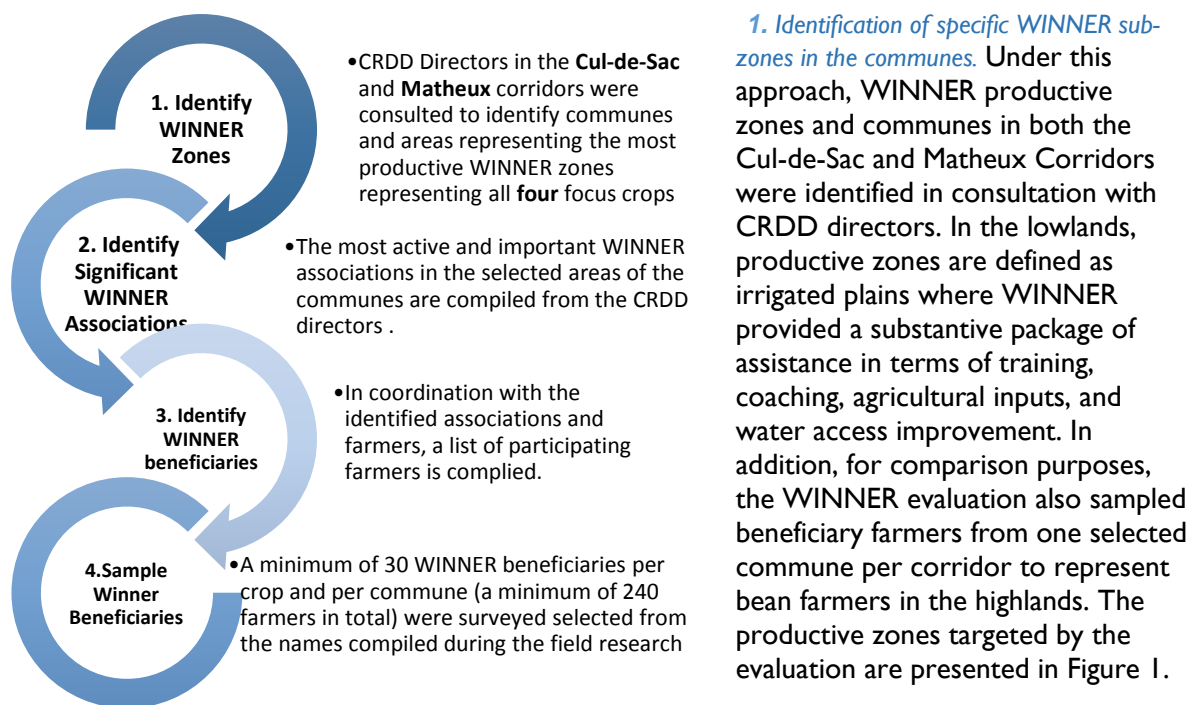 1. Identify
WINNER
Zones
•CRDD Directors in the Cul-de-Sac
and Matheux corridors were
consulted to identify communes
and areas representing the most
productive WINNER zones
representing all four focus crops
2. Identify
Significant
WINNER
Associations
•The most active and important WINNER
associations in the selected areas of the
communes are compiled from the CRDD
directors .
3. Identify
WINNER
beneficiaries
•In coordination with the
identified associations and
farmers, a list of participating
farmers is complied.
4.Sample
Winner
Beneficiaries
•A minimum of 30 WINNER beneficiaries per
crop and per commune (a minimum of 240
farmers in total) were surveyed selected from
the names compiled during the field research
1. Identification of specific WINNER sub-
zones in the communes. Under this
approach, WINNER productive
zones and communes in both the
Cul-de-Sac and Matheux Corridors
were identified in consultation with
CRDD directors. In the lowlands,
productive zones are defined as
irrigated plains where WINNER
provided a substantive package of
assistance in terms of training,
coaching, agricultural inputs, and
water access improvement. In
addition, for comparison purposes,
the WINNER evaluation also sampled
beneficiary farmers from one selected
commune per corridor to represent
bean farmers in the highlands. The
productive zones targeted by the
evaluation are presented in Figure 1.